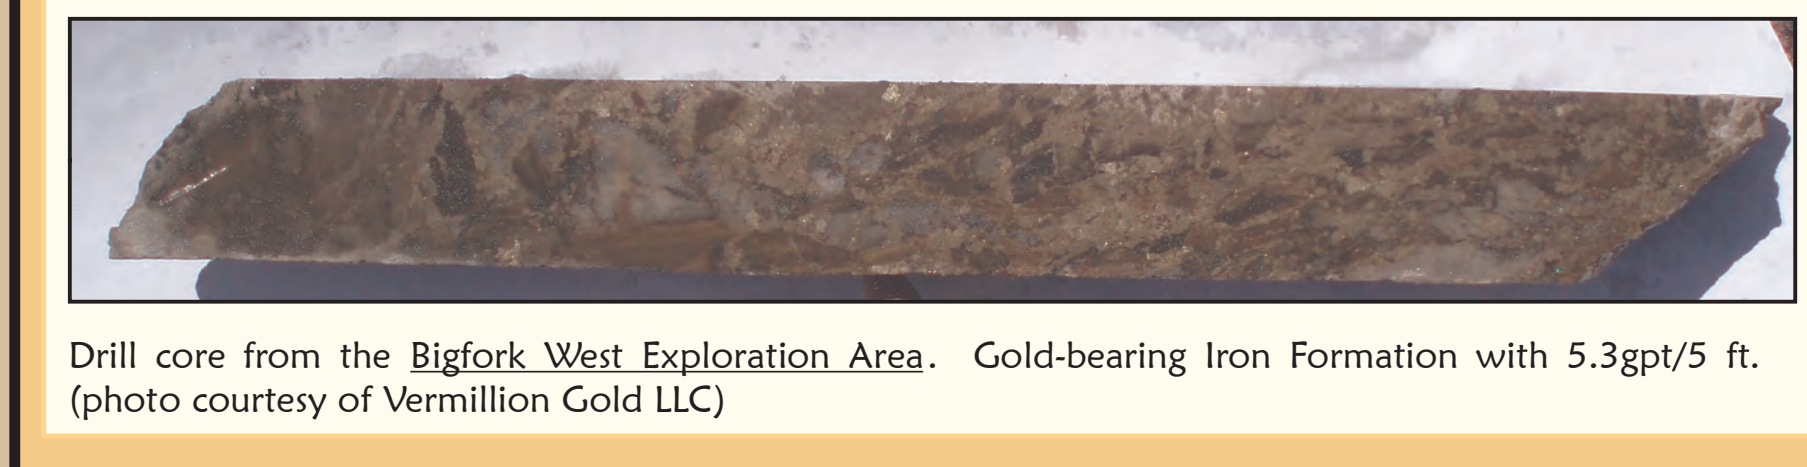 Drill core from the Bigfork West Exploration Area. Gold-bearing Iron Formation with 5.3gpt/5 ft.
(photo courtesy of Vermillion Gold LLC)